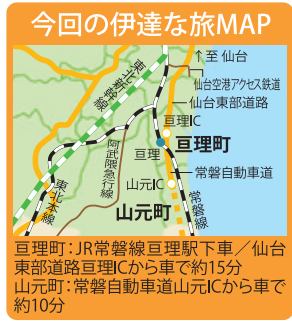 今回の伊達な旅MAP
↑至 仙台
東北新幹線
仙台空港アクセス鉄道
仙台東部道路
亘理IC
亘理町
亘理
阿武隈急行線
常磐自動車道
山元IC
東北本線
山元町
常磐線
亘理町:JR常磐線亘理駅下車／仙台
東部道路亘理ICから車で約15分
山元町:常磐自動車道山元ICから車で
約10分